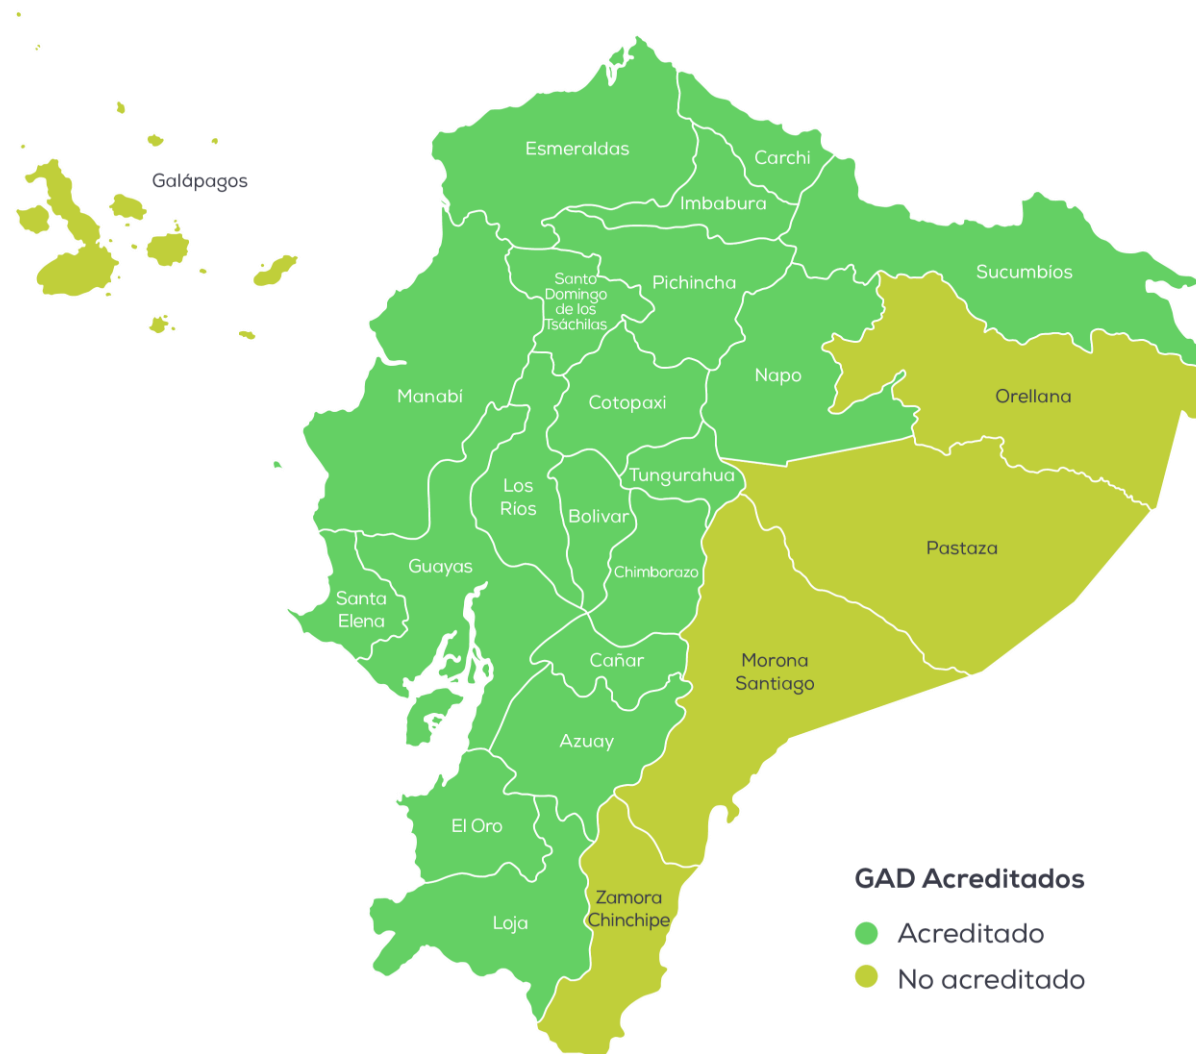 Esmeraldas
Carchi
Galápagos
Imbabura
Sucumbíos
Pichincha
Santo
Domingo
de los
Tsáchilas
Napo
Manabí
Cotopaxi
Orellana
Tungurahua
Los
Ríos
Bolivar
Pastaza
Guayas
Chimborazo
Santa
Elena
Cañar
Morona
Santiago
Azuay
El Oro
GAD Acreditados
Zamora
Chinchipe
Loja
Acreditado
No acreditado